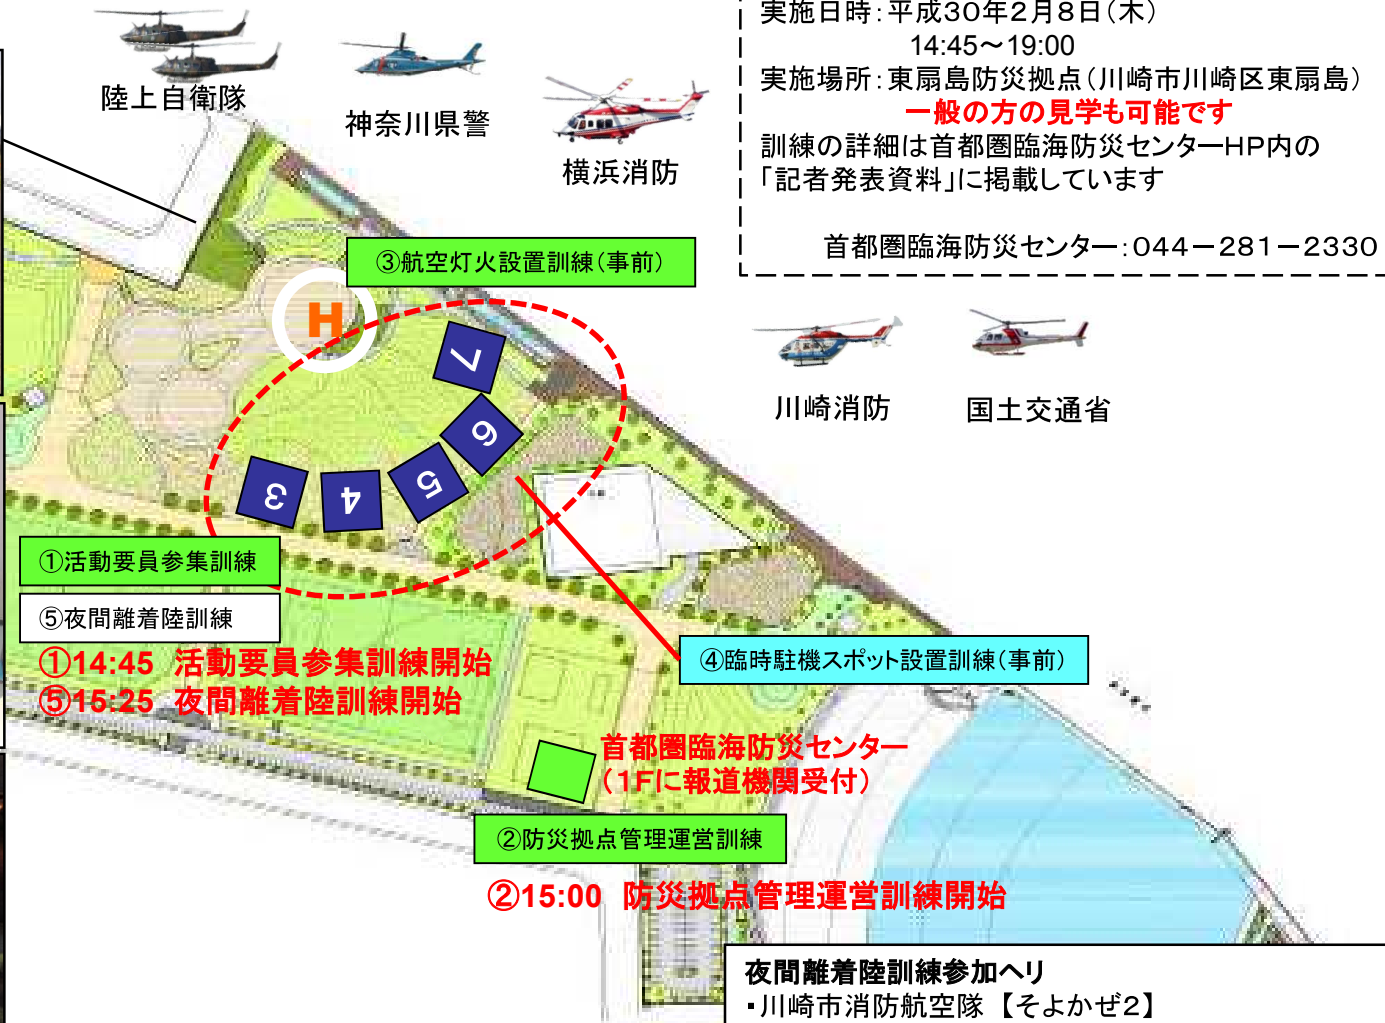 実施日時：平成30年2月8日（木）
14:45～19:00
実施場所：東扇島防災拠点（川崎市川崎区東扇島）
一般の方の見学も可能です
訓練の詳細は首都圏臨海防災センターHP内の
「記者発表資料」に掲載しています
首都圏臨海防災センター：044－281－2330
陸上自衛隊
神奈川県警
横浜消防
③航空灯火設置訓練（事前）
H
川崎消防
国土交通省
7
6
5
4
3
①活動要員参集訓練
⑤夜間離着陸訓練
①14:45 活動要員参集訓練開始
⑤15:25 夜間離着陸訓練開始
④臨時駐機スポット設置訓練（事前）
首都圏臨海防災センター
（1Fに報道機関受付）
②防災拠点管理運営訓練
②15:00 防災拠点管理運営訓練開始
夜間離着陸訓練参加ヘリ
・川崎市消防航空隊 【そよかぜ2】